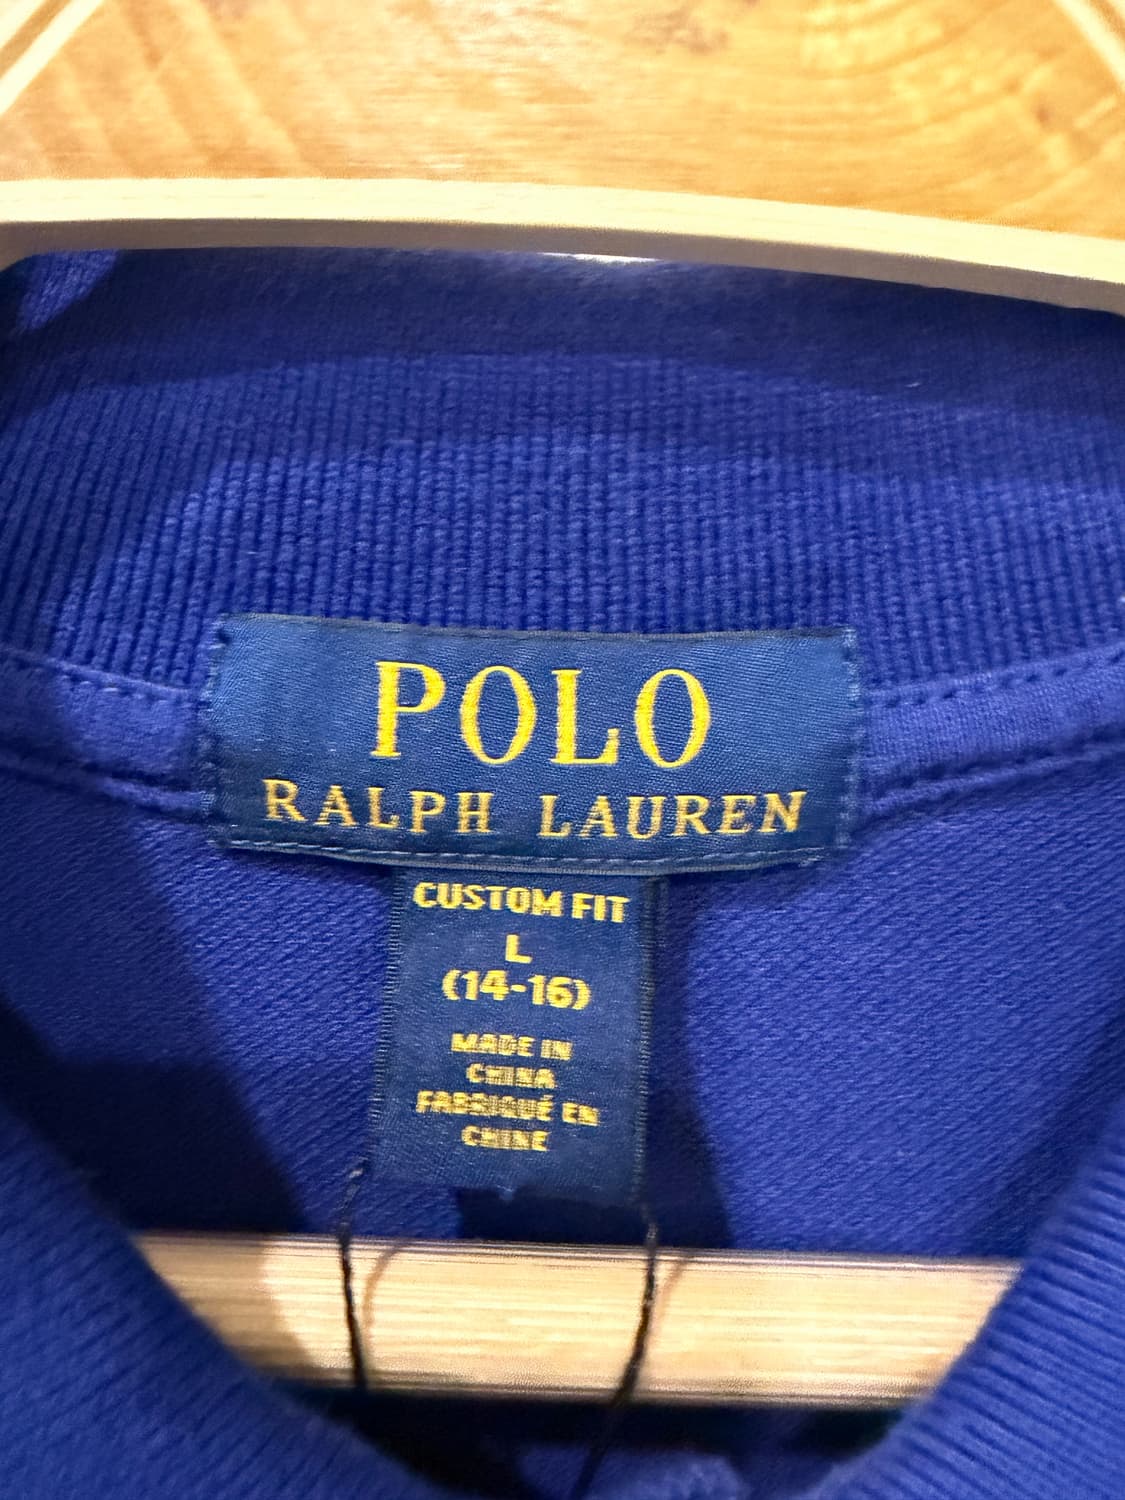 POLO
RALPH LAUREN
CUSTOM FIT
L
(14-16)
MADE IN
CHINA
FABRIQUÉ EN
CHINE